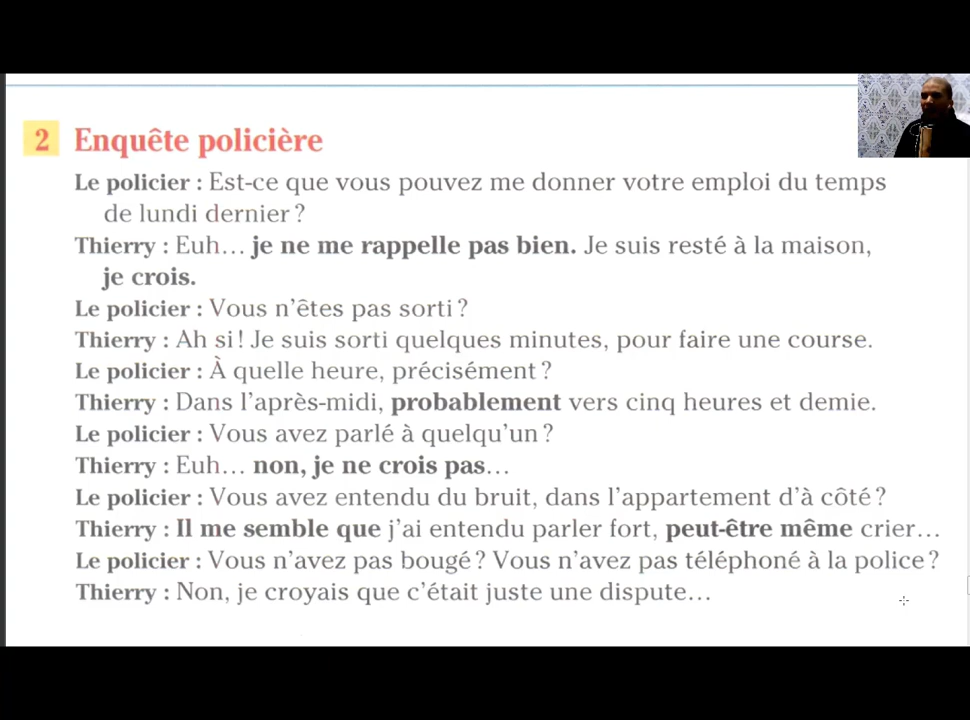 2 Enquête policière
Le policier : Est-ce que vous pouvez me donner votre emploi du temps
de lundi dernier ?
Thierry : Euh… je ne me rappelle pas bien. Je suis resté à la maison,
je crois.
Le policier : Vous n’êtes pas sorti ?
Thierry : Ah si ! Je suis sorti quelques minutes, pour faire une course.
Le policier : À quelle heure, précisément ?
Thierry : Dans l’après-midi, probablement vers cinq heures et demie.
Le policier : Vous avez parlé à quelqu’un ?
Thierry : Euh… non, je ne crois pas…
Le policier : Vous avez entendu du bruit, dans l’appartement d’à côté ?
Thierry : Il me semble que j’ai entendu parler fort, peut-être même crier…
Le policier : Vous n’avez pas bougé ? Vous n’avez pas téléphoné à la police ?
Thierry : Non, je croyais que c’était juste une dispute…